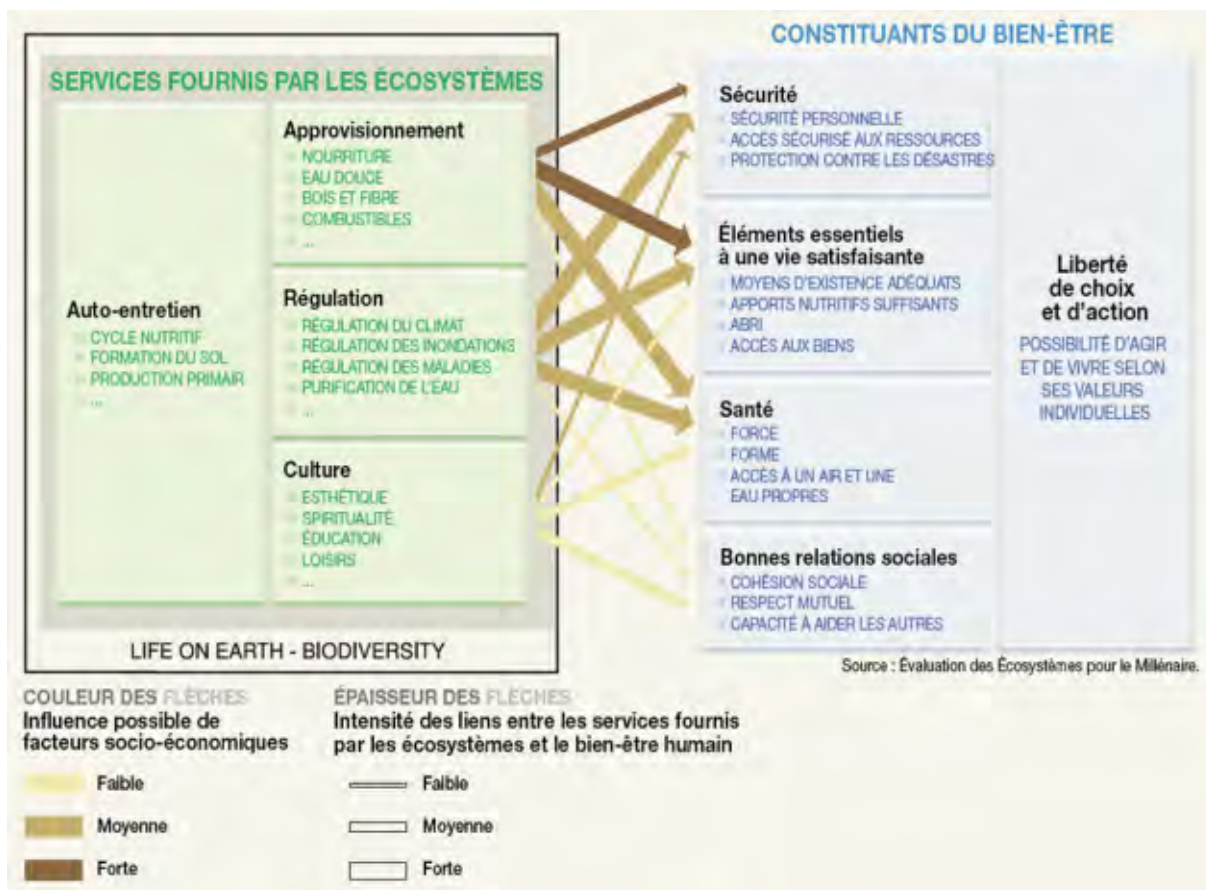 CONSTITUANTS DU BIEN-ÊTRE
SERVICES FOURNIS PAR LES ÉCOSYSTÈMES
Auto-entretien
CYCLE NUTRITIF
FORMATION DU SOL
PRODUCTION PRIMAIR
...
Approvisionnement
NOURRITURE
EAU DOUCE
BOIS ET FIBRE
COMBUSTIBLES
...
Régulation
RÉGULATION DU CLIMAT
RÉGULATION DES INONDATIONS
RÉGULATION DES MALADIES
PURIFICATION DE L'EAU
...
Culture
ESTHÉTIQUE
SPIRITUALITÉ
ÉDUCATION
LOISIRS
...
LIFE ON EARTH - BIODIVERSITY
Sécurité
SÉCURITÉ PERSONNELLE
ACCÈS SÉCURISÉ AUX RESSOURCES
PROTECTION CONTRE LES DÉSASTRES
Éléments essentiels
à une vie satisfaisante
MOYENS D'EXISTENCE ADÉQUATS
APPORTS NUTRITIFS SUFFISANTS
ABRI
ACCÈS AUX BIENS
Santé
FORCE
FORME
ACCÈS À UN AIR ET UNE
EAU PROPRES
Bonnes relations sociales
COHÉSION SOCIALE
RESPECT MUTUEL
CAPACITÉ À AIDER LES AUTRES
Liberté
de choix
et d'action
POSSIBILITÉ D'AGIR
ET DE VIVRE SELON
SES VALEURS
INDIVIDUELLES
Source : Évaluation des Écosystèmes pour le Millénaire.
COULEUR DES FLÈCHES
Influence possible de
facteurs socio-économiques
Faible
Moyenne
Forte
ÉPAISSEUR DES FLÈCHES
Intensité des liens entre les services fournis
par les écosystèmes et le bien-être humain
Faible
Moyenne
Forte